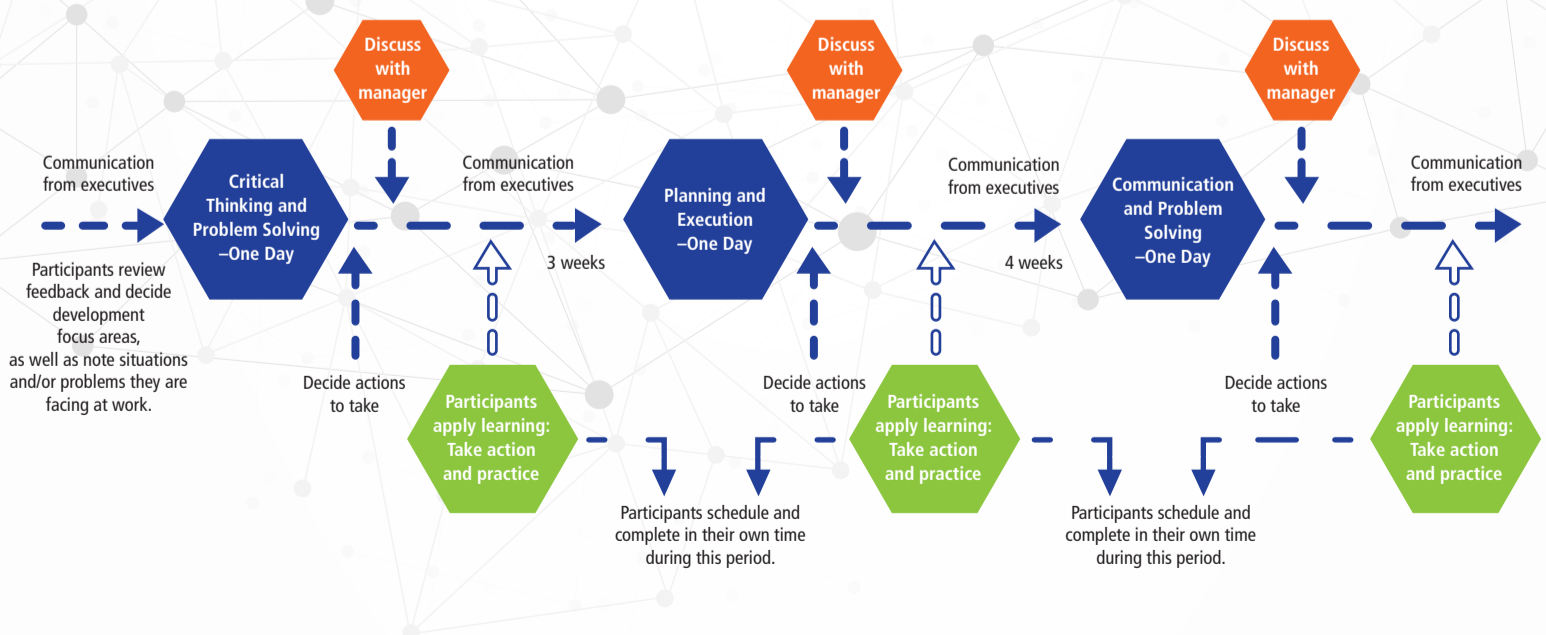 Discuss
with
manager
Discuss
with
manager
Discuss
with
manager
Communication
from executives
Critical
Thinking and
Problem Solving
–One Day
Communication
from executives
Planning and
Execution
–One Day
Communication
from executives
Communication
and Problem
Solving
–One Day
Communication
from executives
Participants review
feedback and decide
development
focus areas,
as well as note situations
and/or problems they are
facing at work.
3 weeks
4 weeks
Decide actions
to take
Participants
apply learning:
Take action
and practice
Decide actions
to take
Participants
apply learning:
Take action
and practice
Decide actions
to take
Participants
apply learning:
Take action
and practice
Participants schedule and
complete in their own time
during this period.
Participants schedule and
complete in their own time
during this period.